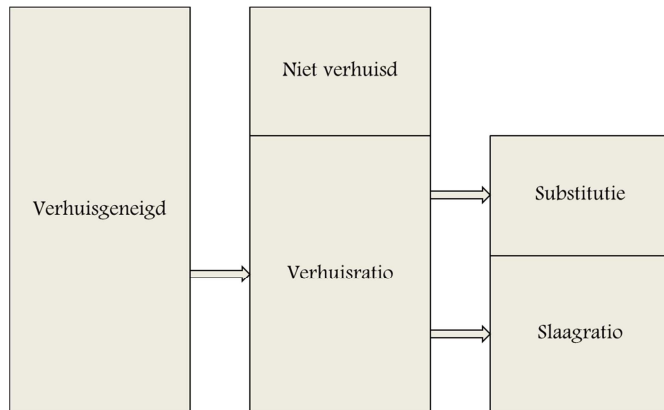 Verhuisgeneigd
Niet verhuisd
Verhuisratio
Substitutie
Slaagratio